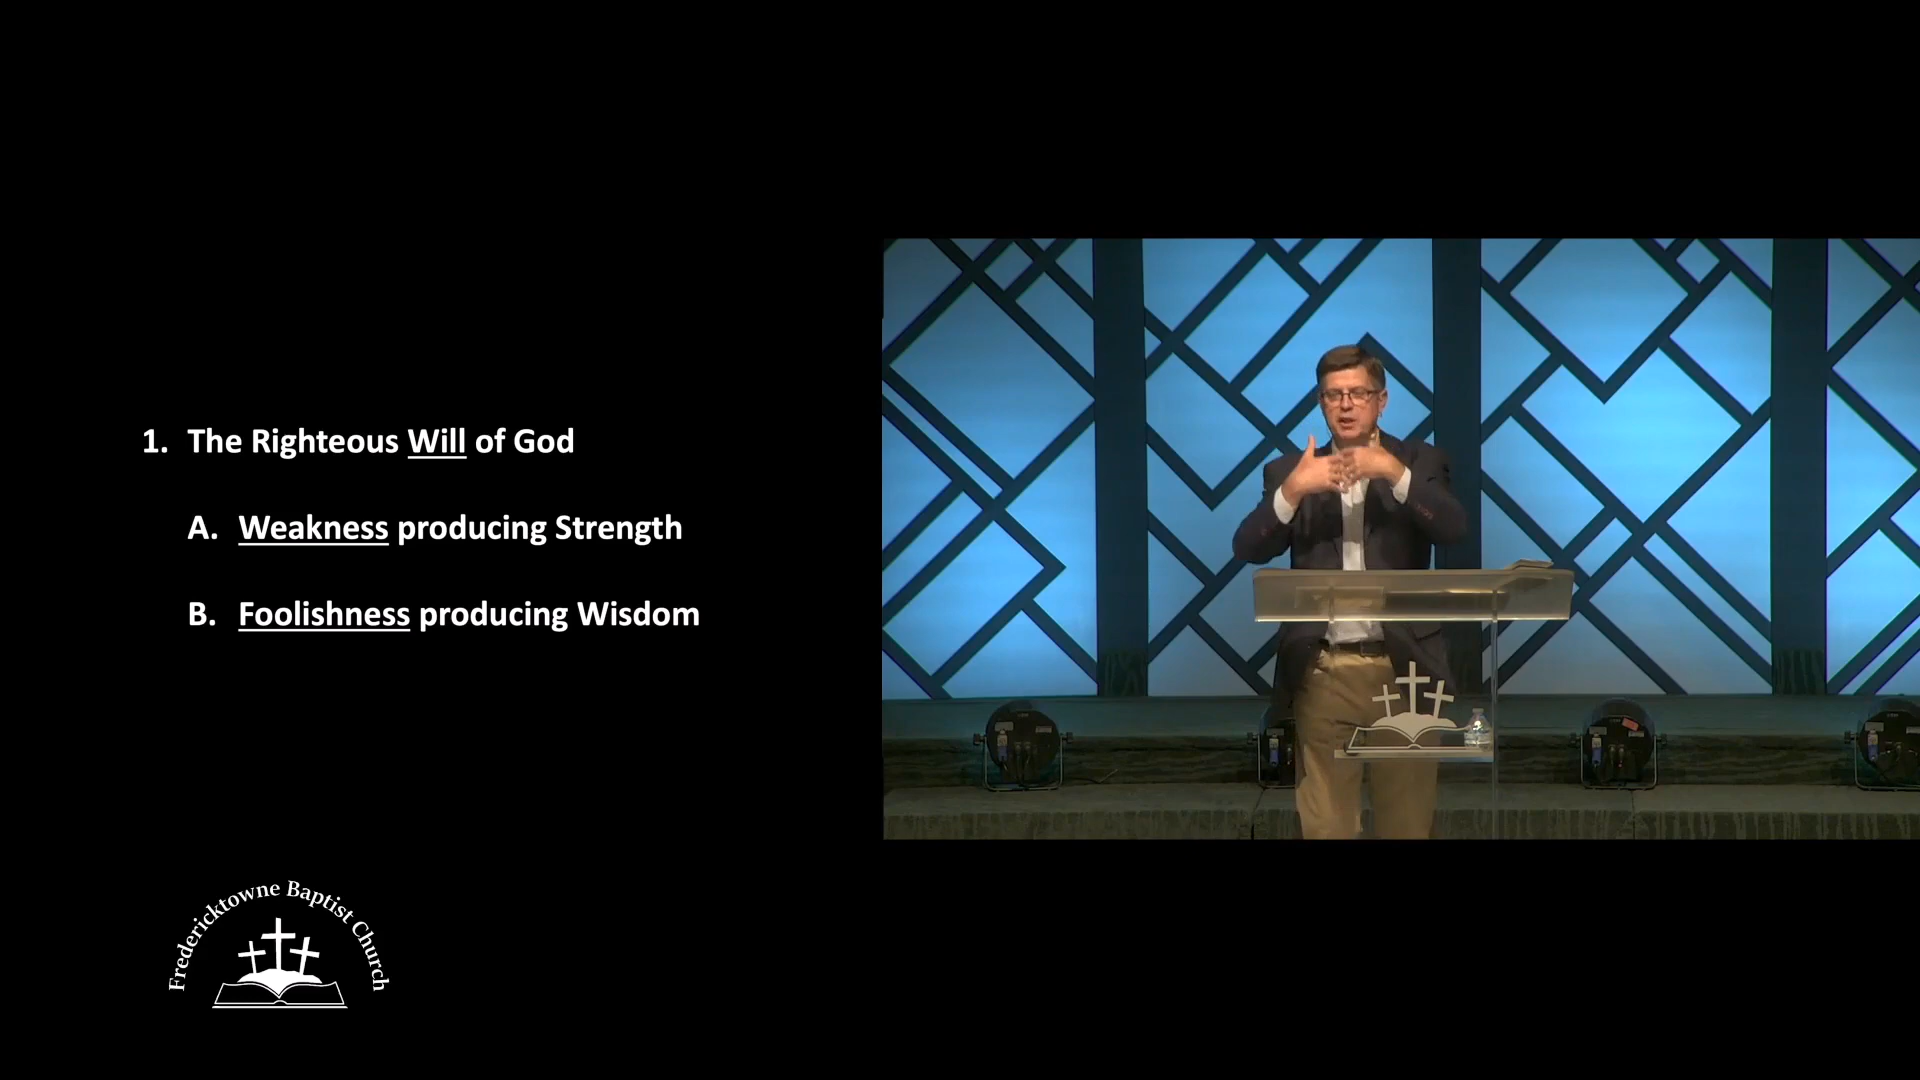 1. The Righteous Will of God
A. Weakness producing Strength
B. Foolishness producing Wisdom
Fredericktowne Baptist Church